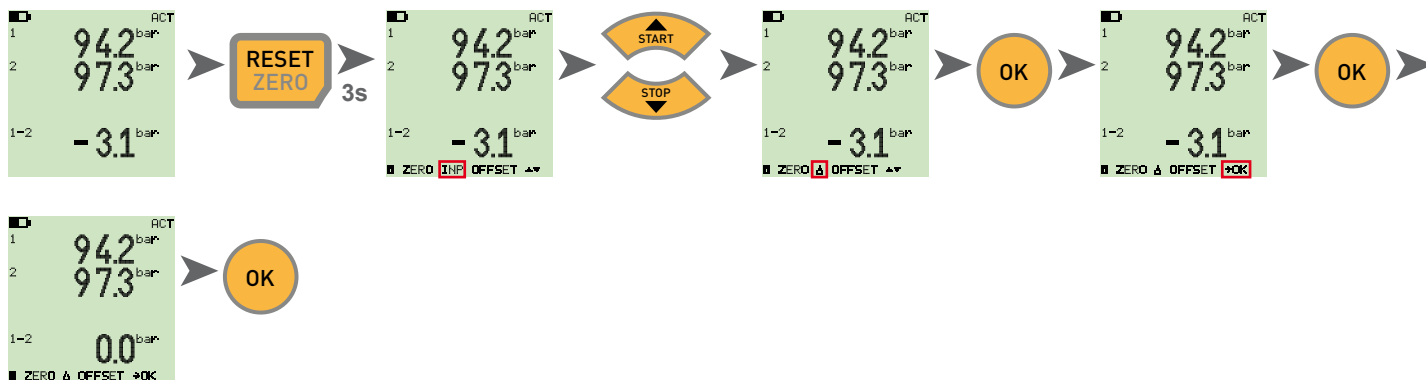 ACT
1 94.2 bar
2 97.3 bar
1-2 - 3.1 bar
RESET
ZERO
3s
ACT
1 94.2 bar
2 97.3 bar
1-2 - 3.1 bar
ZERO INP OFFSET ▲▼
START
STOP
ACT
1 94.2 bar
2 97.3 bar
1-2 - 3.1 bar
ZERO Δ OFFSET ▲▼
OK
ACT
1 94.2 bar
2 97.3 bar
1-2 - 3.1 bar
ZERO Δ OFFSET →OK
OK
ACT
1 94.2 bar
2 97.3 bar
1-2 0.0 bar
ZERO Δ OFFSET →OK
OK